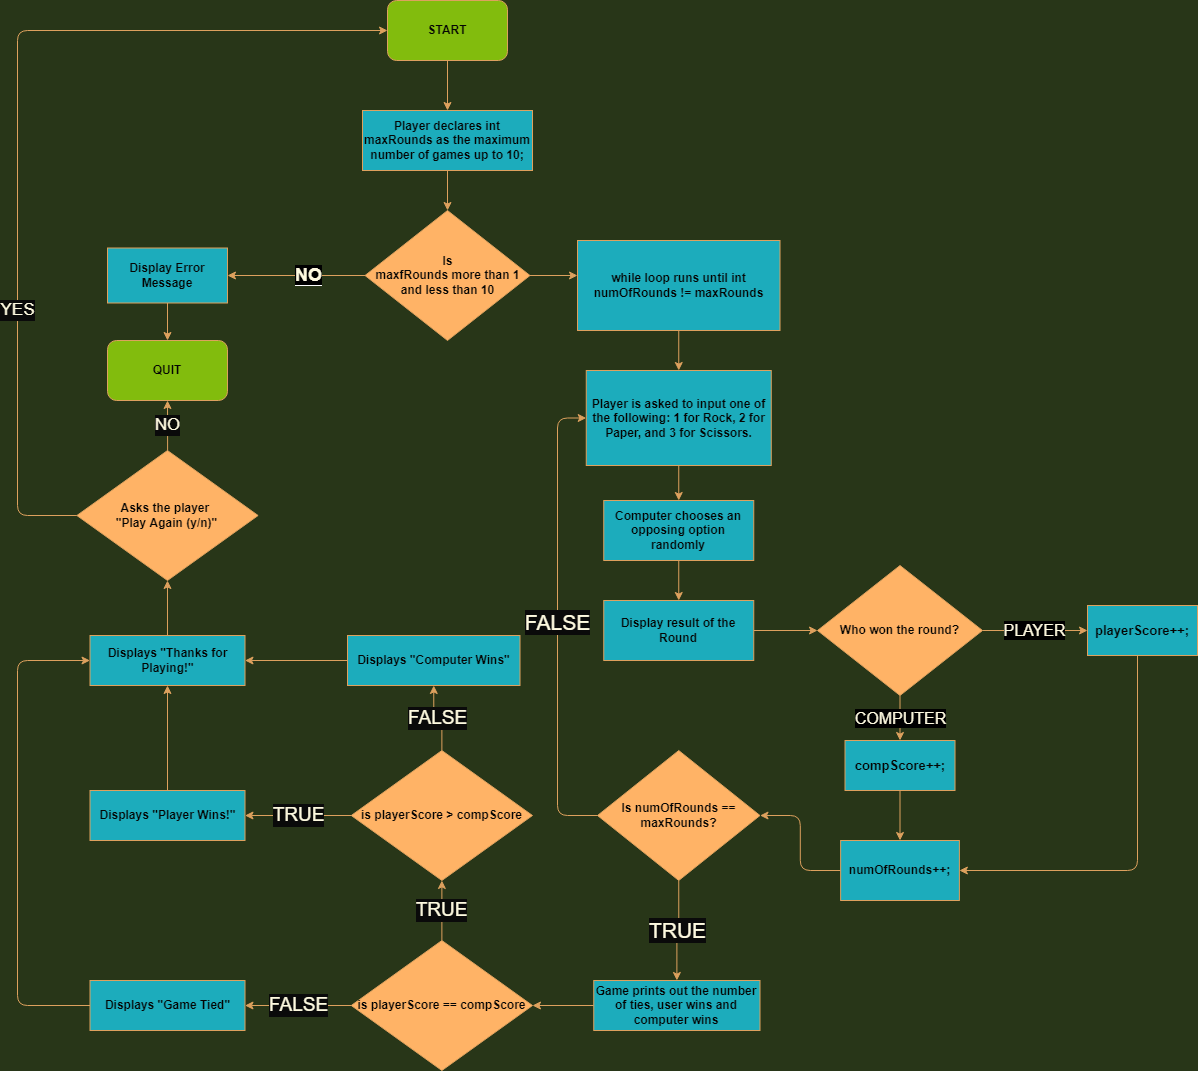 START
Player declares int
maxRounds as the maximum
number of games up to 10;
Is
maxfRounds more than 1
and less than 10
NO
Display Error
Message
QUIT
while loop runs until int
numOfRounds != maxRounds
YES
Player is asked to input one of
the following: 1 for Rock, 2 for
Paper, and 3 for Scissors.
NO
Asks the player
"Play Again (y/n)"
Computer chooses an
opposing option
randomly
FALSE
Display result of the
Round
Who won the round?
PLAYER
playerScore++;
Displays "Thanks for
Playing!"
Displays "Computer Wins"
FALSE
COMPUTER
compScore++;
Displays "Player Wins!"
TRUE
is playerScore > compScore
Is numOfRounds ==
maxRounds?
numOfRounds++;
TRUE
TRUE
Displays "Game Tied"
FALSE
is playerScore == compScore
Game prints out the number
of ties, user wins and
computer wins